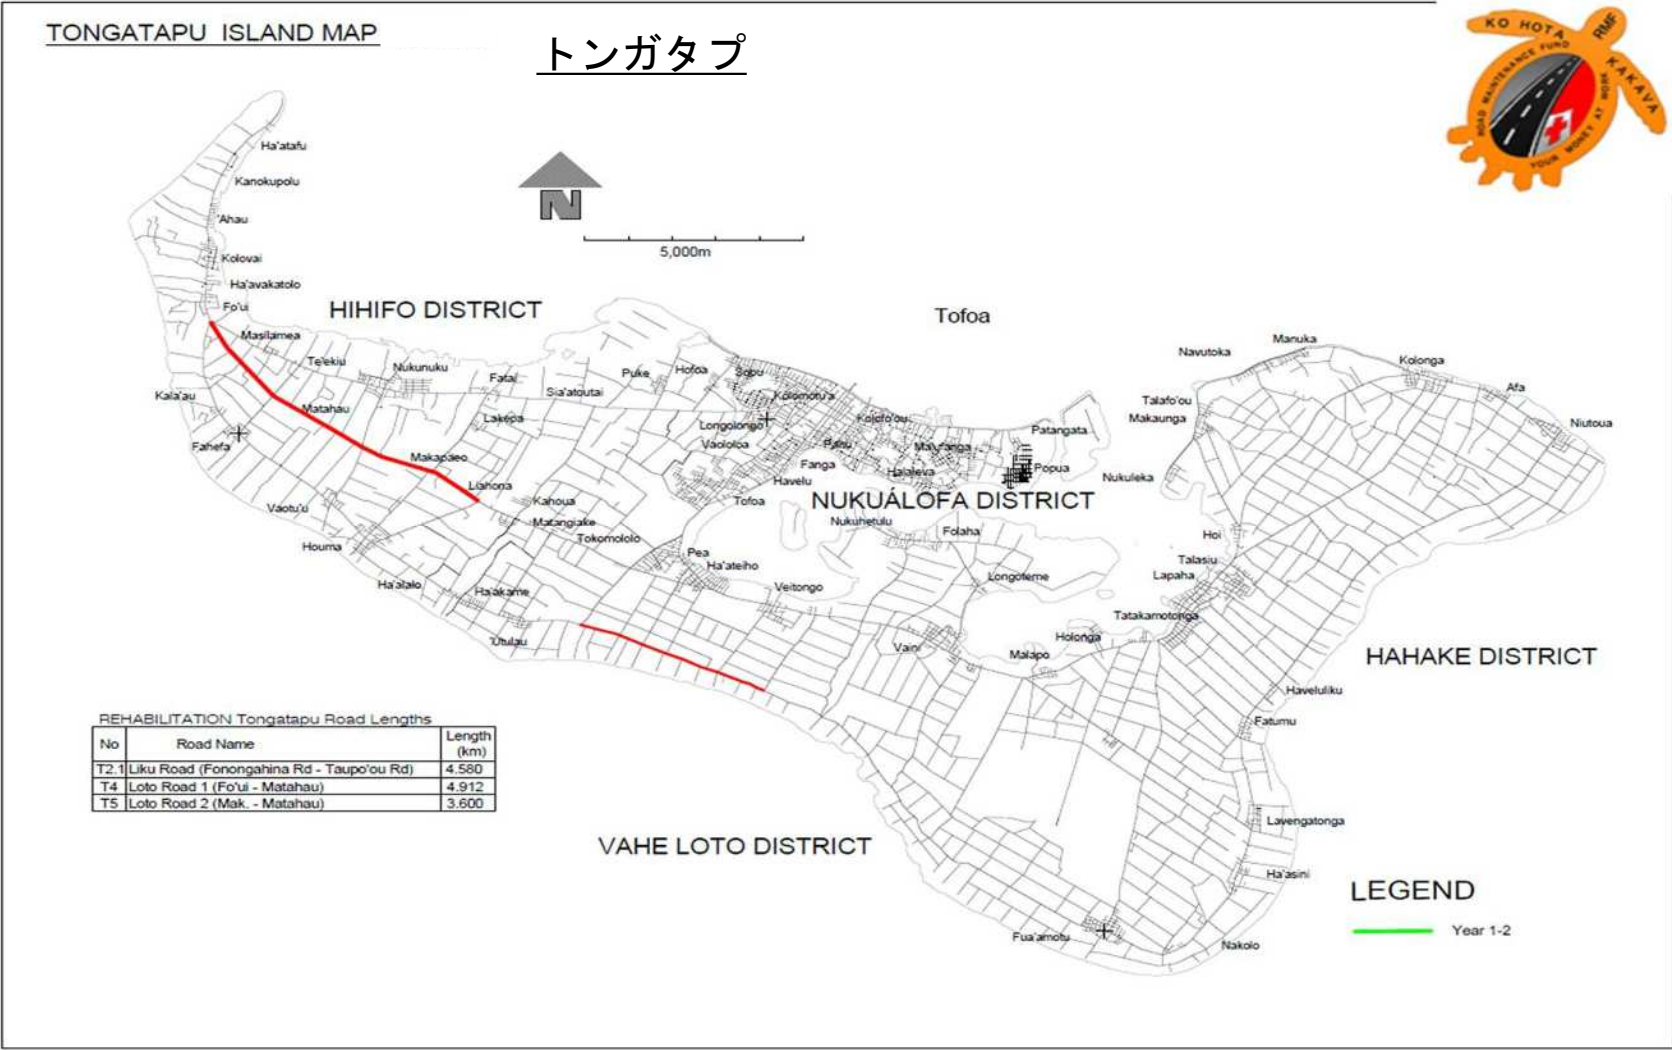 TONGATAPU ISLAND MAP
トンガタプ
KO HOTA KAKAVA
RMF
ROAD MAINTENANCE FUND
YOUR MONEY AT WORK
N
5,000m
Ha'atafu
Kanokupolu
'Ahau
Kolovai
Ha'avakatolo
Fo'ui
HIHIFO DISTRICT
Tofoa
Masilamea
Te'ekiu
Nukunuku
Fatai
Sia'atoutai
Puke
Hofoa
Sopu
Kolomotu'a
Navutoka
Manuka
Kolonga
Afa
Niutoua
Talafo'ou
Makaunga
Kala'au
Matahau
Lakepa
Longolongo
Vaololoa
Kolofo'ou
Ma'ufanga
Patangata
Fahefa
Makapaeo
Liahona
Fanga
Halaleva
Popua
Nukuleka
Havelu
Tofoa
NUKUÁLOFA DISTRICT
Kahoua
Matangiake
Tokomololo
Vaotu'u
Houma
Nukuhetulu
Folaha
Hoi
Talasiu
Lapaha
Pea
Ha'ateiho
Veitongo
Longoteme
Ha'alalo
Ha'akame
Tatakamotonga
'Utulau
Vaini
Malapo
Holonga
HAHAKE DISTRICT
Haveluliku
Fatumu
REHABILITATION Tongatapu Road Lengths
No Road Name Length (km)
T2.1 Liku Road (Fonongahina Rd - Taupo'ou Rd) 4.580
T4 Loto Road 1 (Fo'ui - Matahau) 4.912
T5 Loto Road 2 (Mak. - Matahau) 3.600
VAHE LOTO DISTRICT
Lavengatonga
Ha'asini
Fua'amotu
Nakolo
LEGEND
Year 1-2